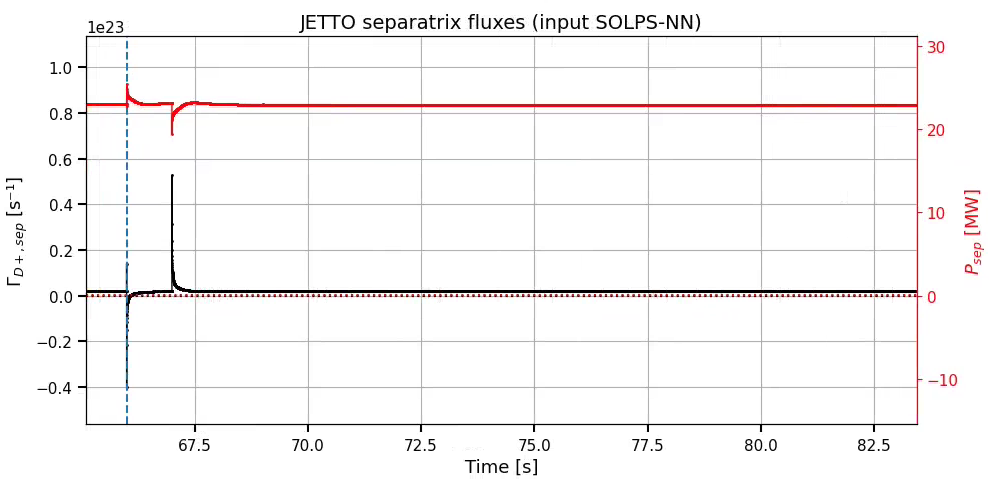 JETTO separatrix fluxes (input SOLPS-NN)
1e23
1.0
0.8
0.6
0.4
0.2
0.0
−0.2
−0.4
Γ_{D+,sep} [s⁻¹]
30
20
10
0
−10
P_{sep} [MW]
67.5 70.0 72.5 75.0 77.5 80.0 82.5
Time [s]